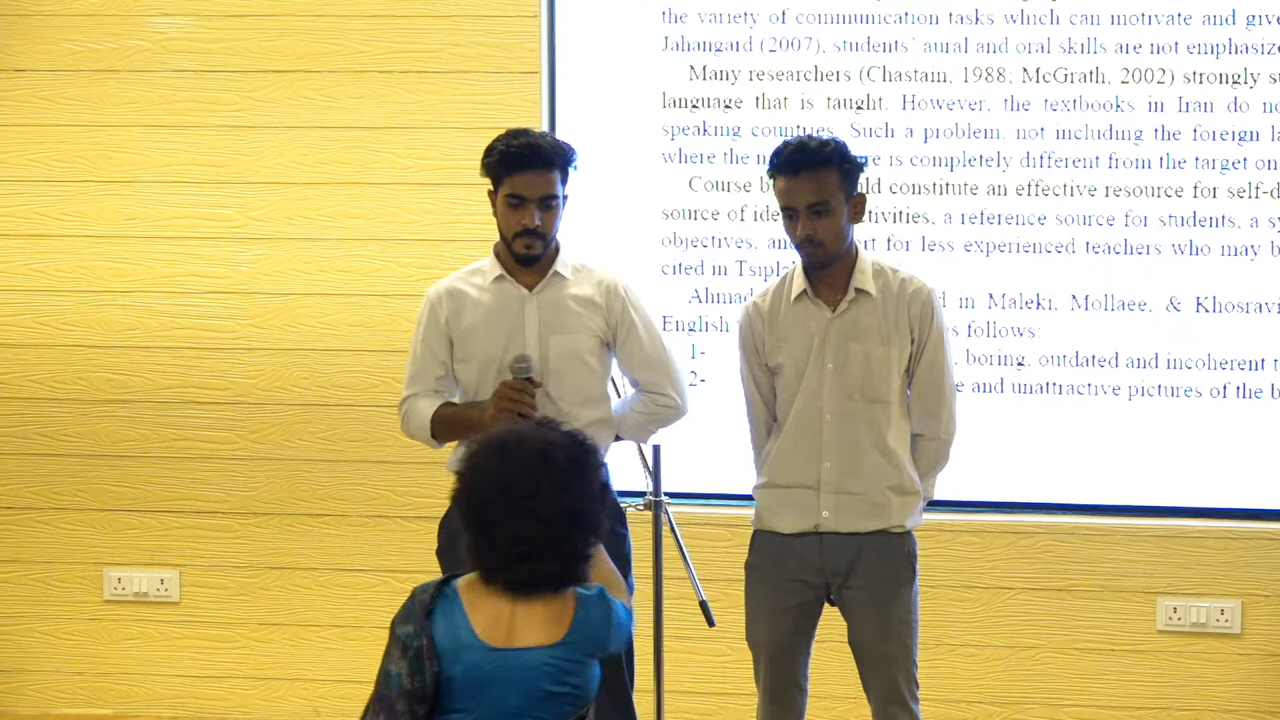 the variety of communication tasks which can motivate and give
Jahangard (2007), students' aural and oral skills are not emphasize
Many researchers (Chastain, 1988; McGrath, 2002) strongly su
language that is taught. However, the textbooks in Iran do no
speaking countries. Such a problem, not including the foreign l
where the n re is completely different from the target on
Course b ld constitute an effective resource for self-d
source of ide ctivities, a reference source for students, a sy
objectives, and rt for less experienced teachers who may b
cited in Tsipla
Ahmad d in Maleki, Mollaee, & Khosravi
English s follows:
1- , boring, outdated and incoherent t
2- e and unattractive pictures of the b